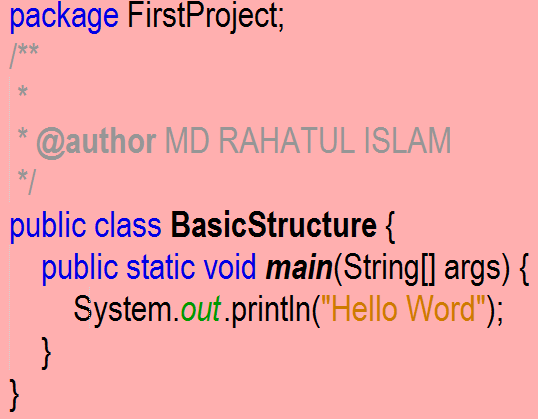 package FirstProject;
/**
 *
 * @author MD RAHATUL ISLAM
 */
public class BasicStructure {
    public static void main(String[] args) {
        System.out.println("Hello Word");
    }
}